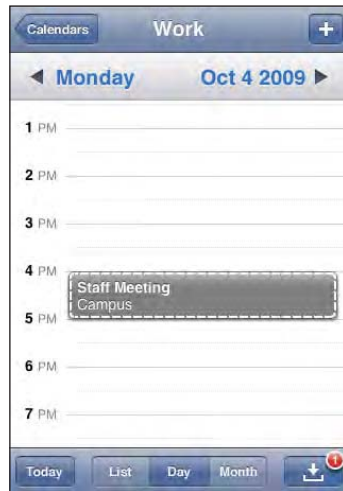 Calendars Work +
Monday Oct 4 2009
1 PM
2 PM
3 PM
4 PM
Staff Meeting
Campus
5 PM
6 PM
7 PM
Today List Day Month 1